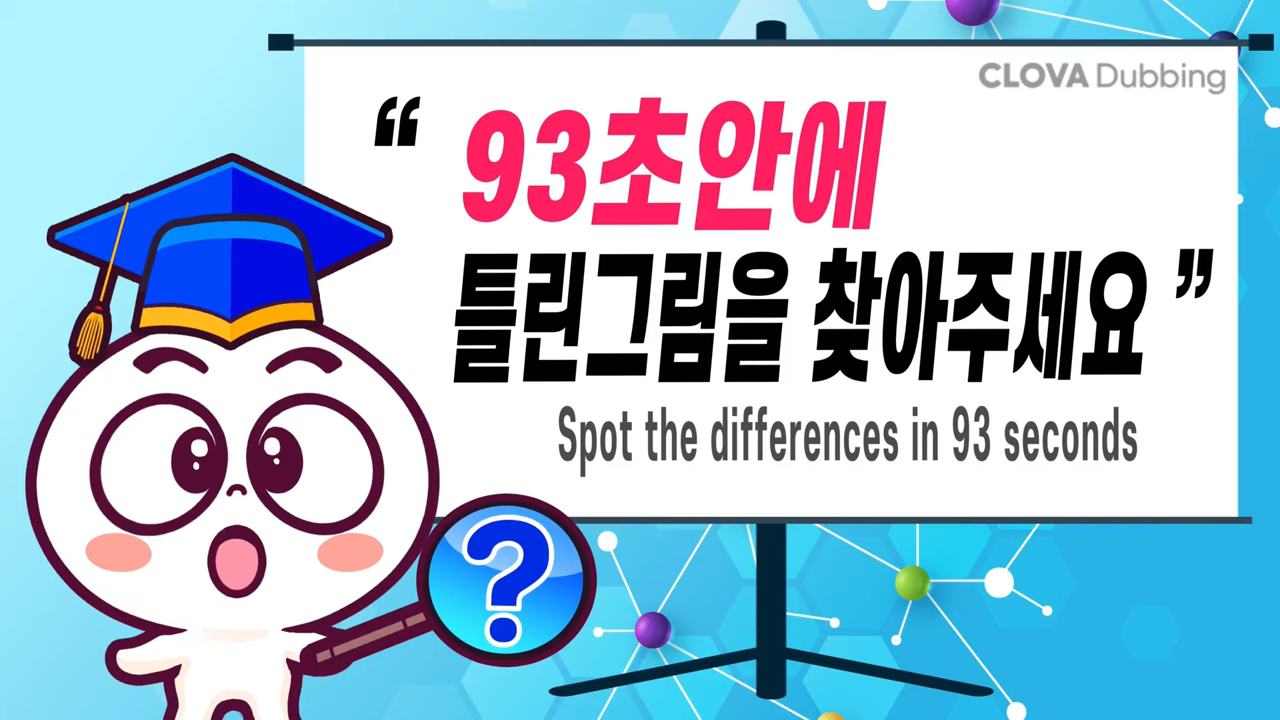 CLOVA Dubbing
“ 93초안에
틀린그림을 찾아주세요 ”
Spot the differences in 93 seconds
?